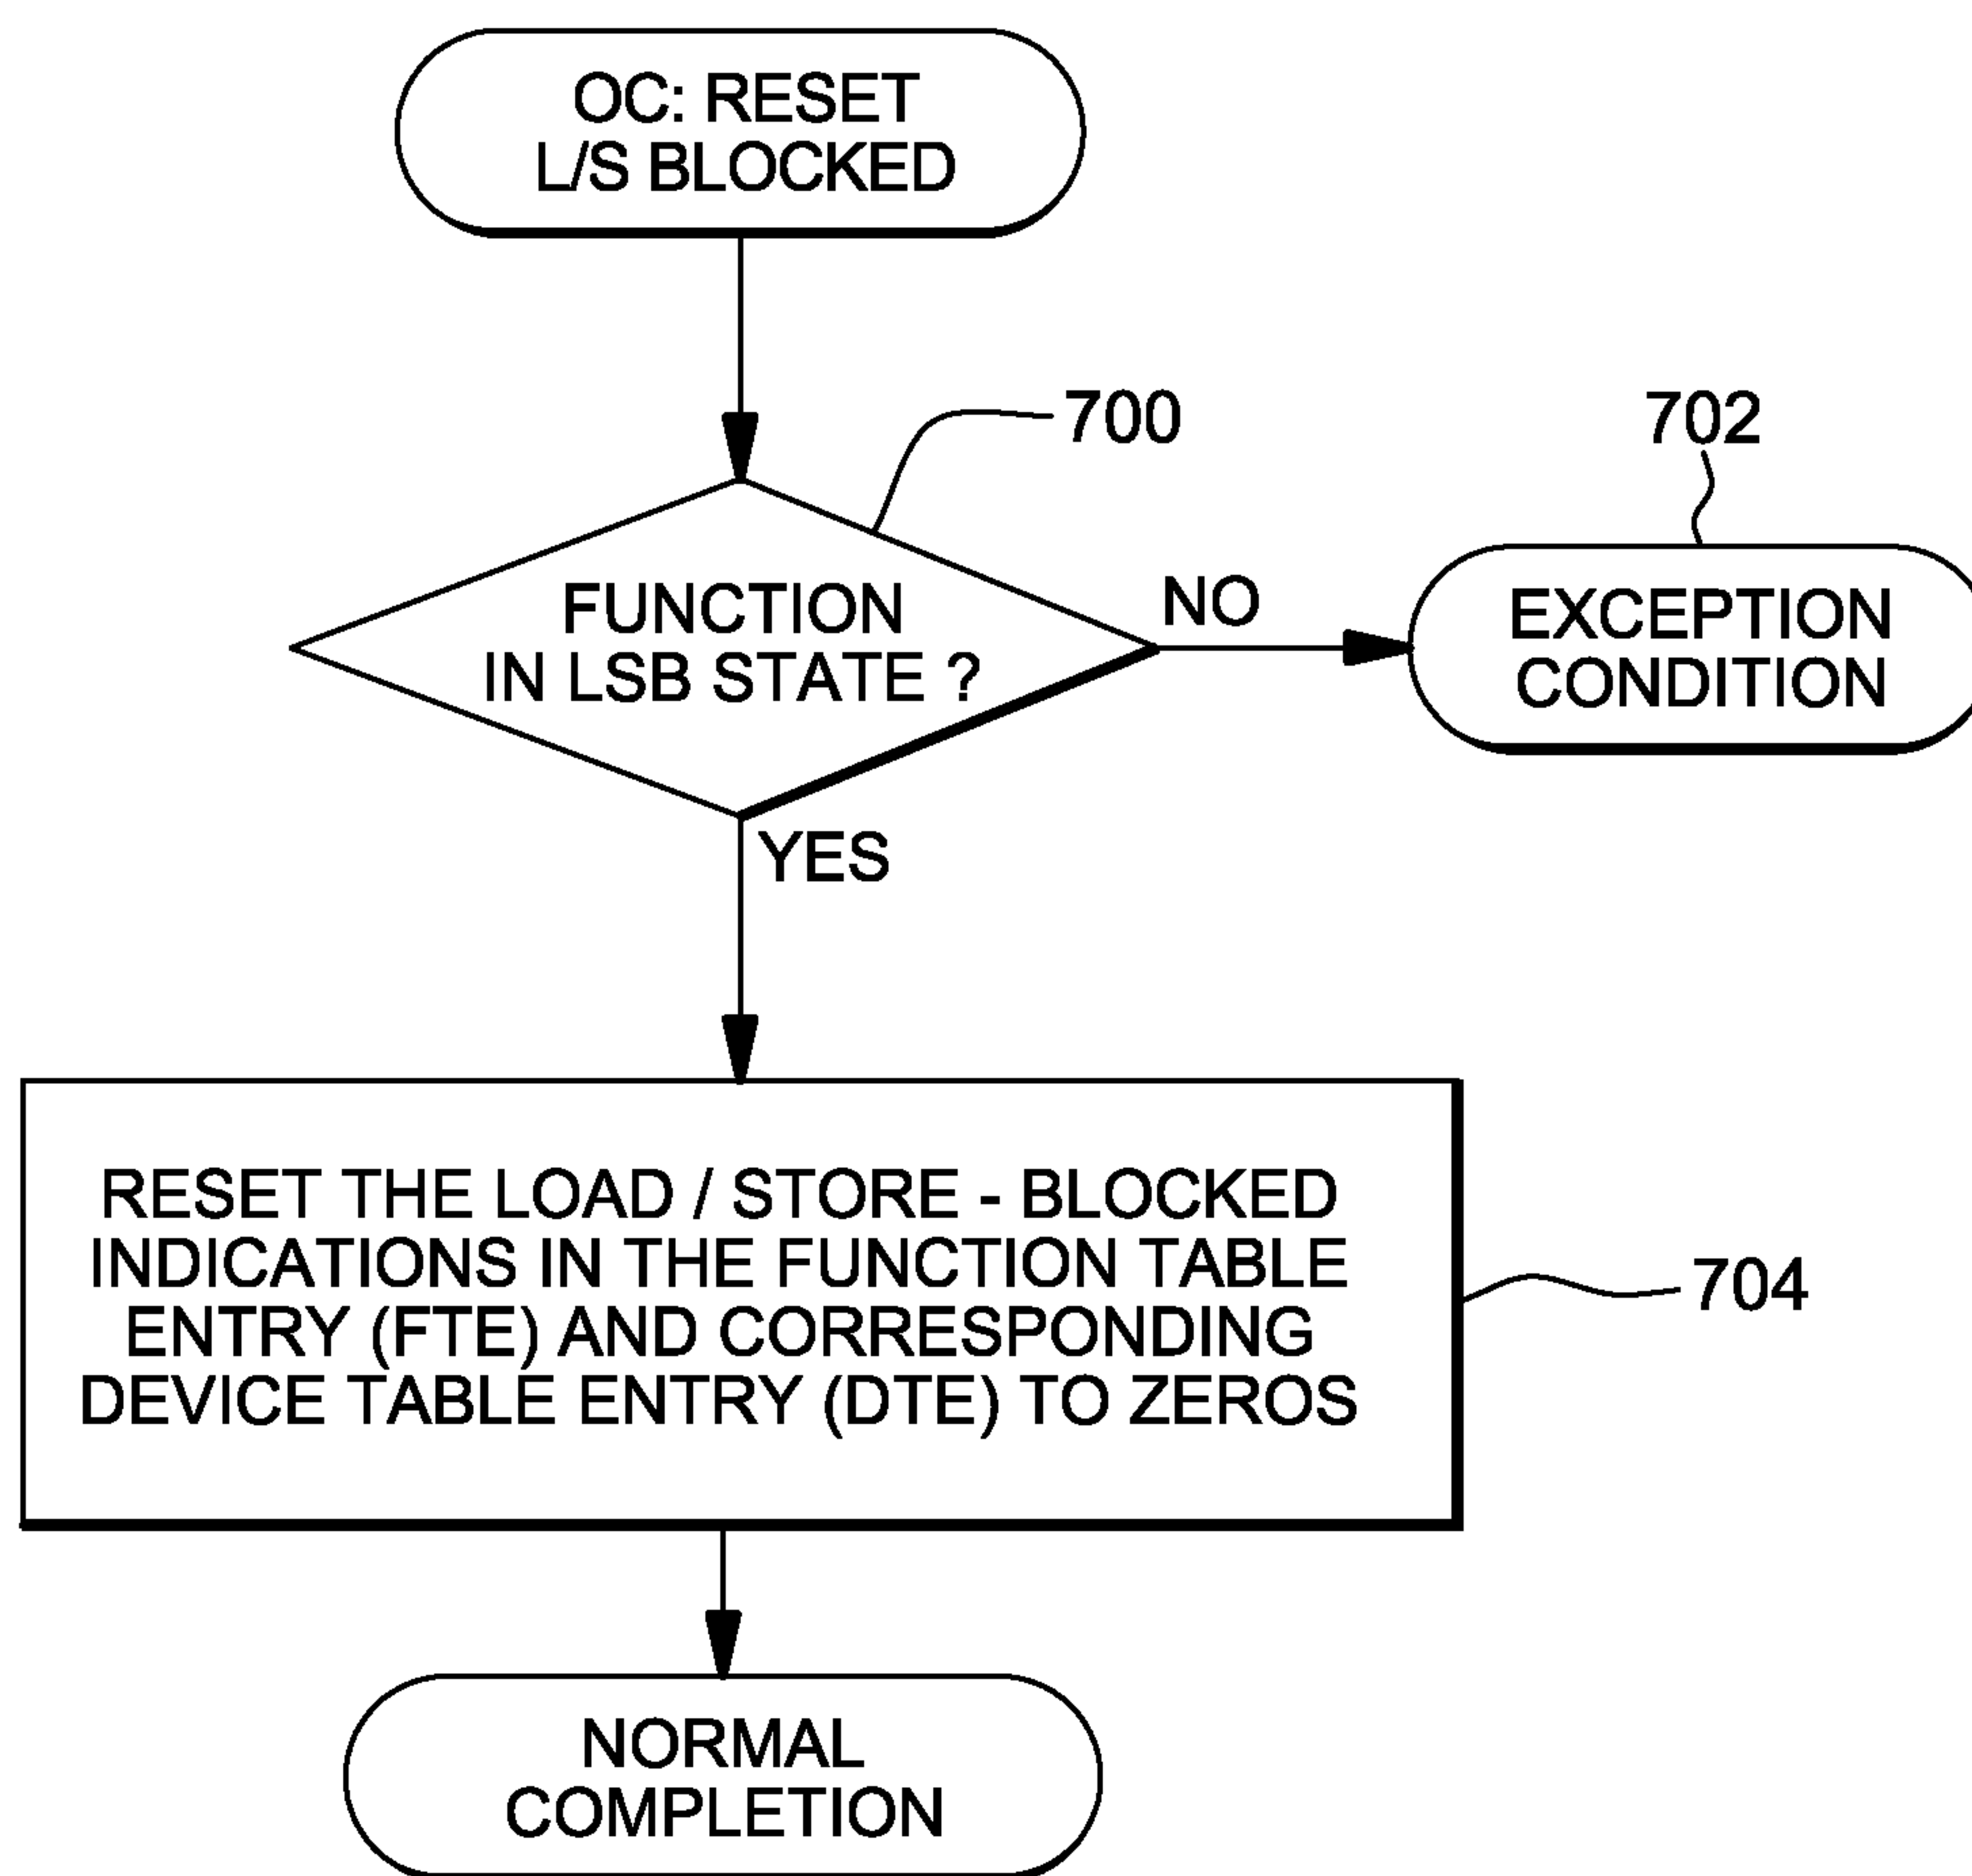 OC: RESET
L/S BLOCKED
700
702
FUNCTION
IN LSB STATE ?
NO
EXCEPTION
CONDITION
YES
RESET THE LOAD / STORE - BLOCKED
INDICATIONS IN THE FUNCTION TABLE
ENTRY (FTE) AND CORRESPONDING
DEVICE TABLE ENTRY (DTE) TO ZEROS
704
NORMAL
COMPLETION